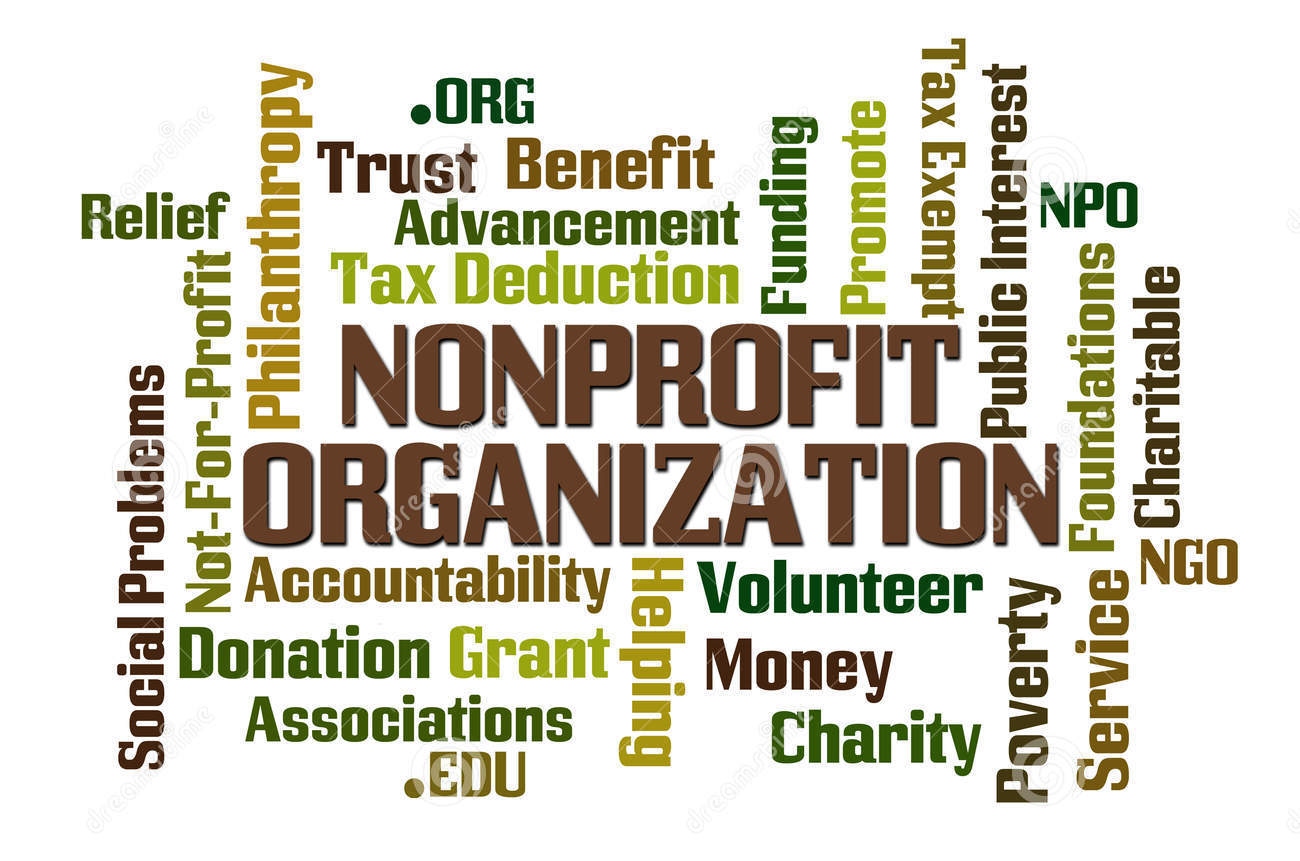 .ORG
Trust Benefit
Advancement
Tax Deduction
Funding
Promote
Tax Exempt
Public Interest
NPO
Relief
Philanthropy
Not-For-Profit
Social Problems
NONPROFIT
ORGANIZATION
Foundations
Charitable
NGO
Accountability
Helping
Volunteer
Donation Grant
Money
Associations
Charity
.EDU
Poverty
Service
dreamstime